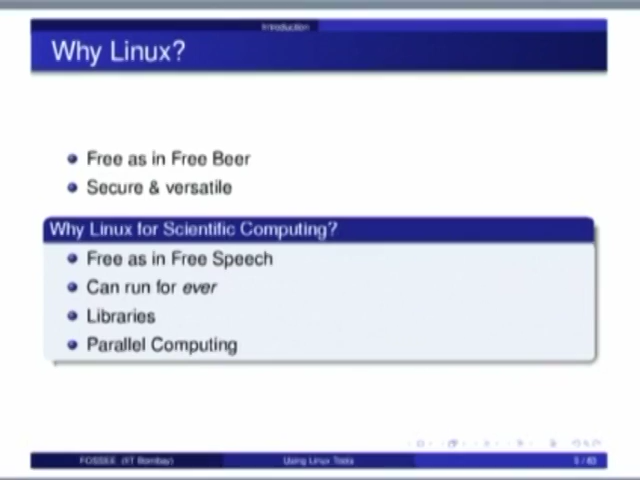 Introduction
Why Linux?
Free as in Free Beer
Secure & versatile
Why Linux for Scientific Computing?
Free as in Free Speech
Can run for ever
Libraries
Parallel Computing
FOSSEE (IIT Bombay) Using Linux Tools